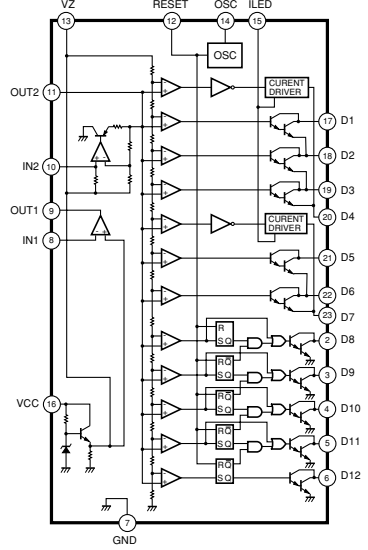 VZ RESET OSC ILED
13 12 14 15
OSC
OUT2 11
CURENT
DRIVER
17 D1
18 D2
IN2 10
19 D3
20 D4
OUT1 9
IN1 8
CURENT
DRIVER
21 D5
22 D6
23 D7
R
S Q
2 D8
R Q
S Q
3 D9
VCC 16
R Q
S Q
4 D10
R Q
S Q
5 D11
R Q
S Q
6 D12
7
GND